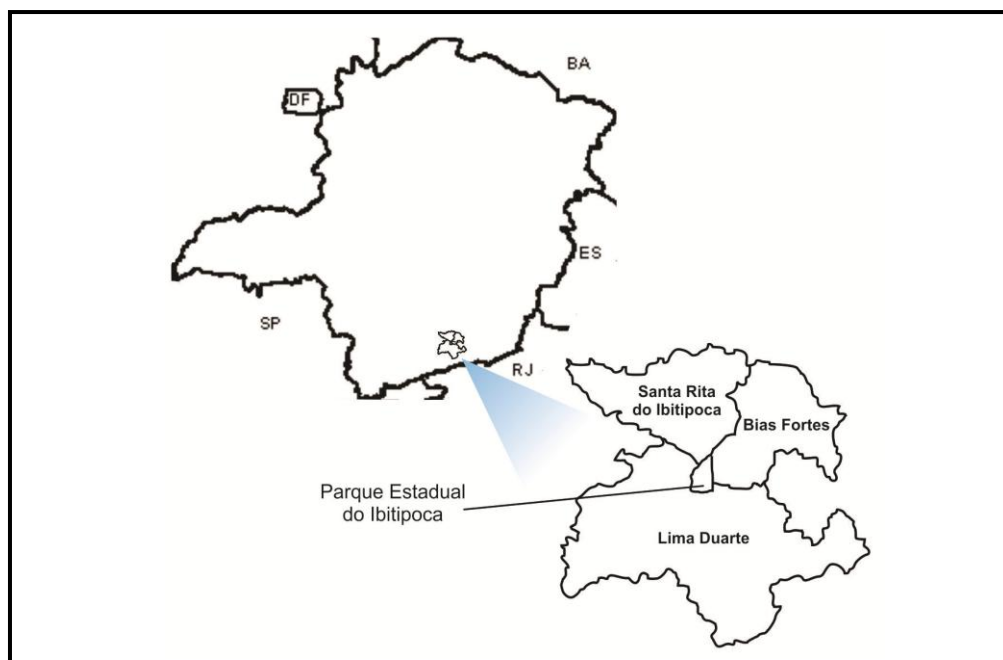 BA
DF
ES
SP
RJ
Santa Rita
do Ibitipoca
Bias Fortes
Parque Estadual
do Ibitipoca
Lima Duarte